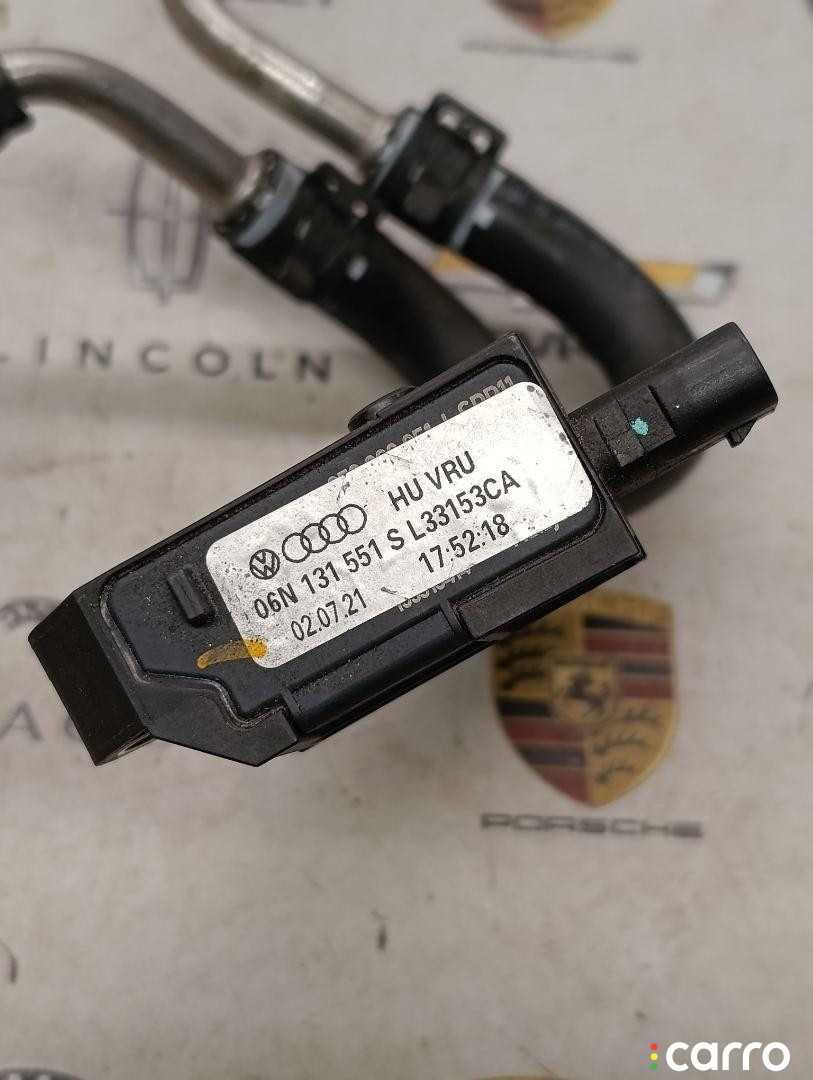 LINCOLN
HU VRU
06N 131 551 S L33153CA
02.07.21 17:52:18
PORSCHE
carro